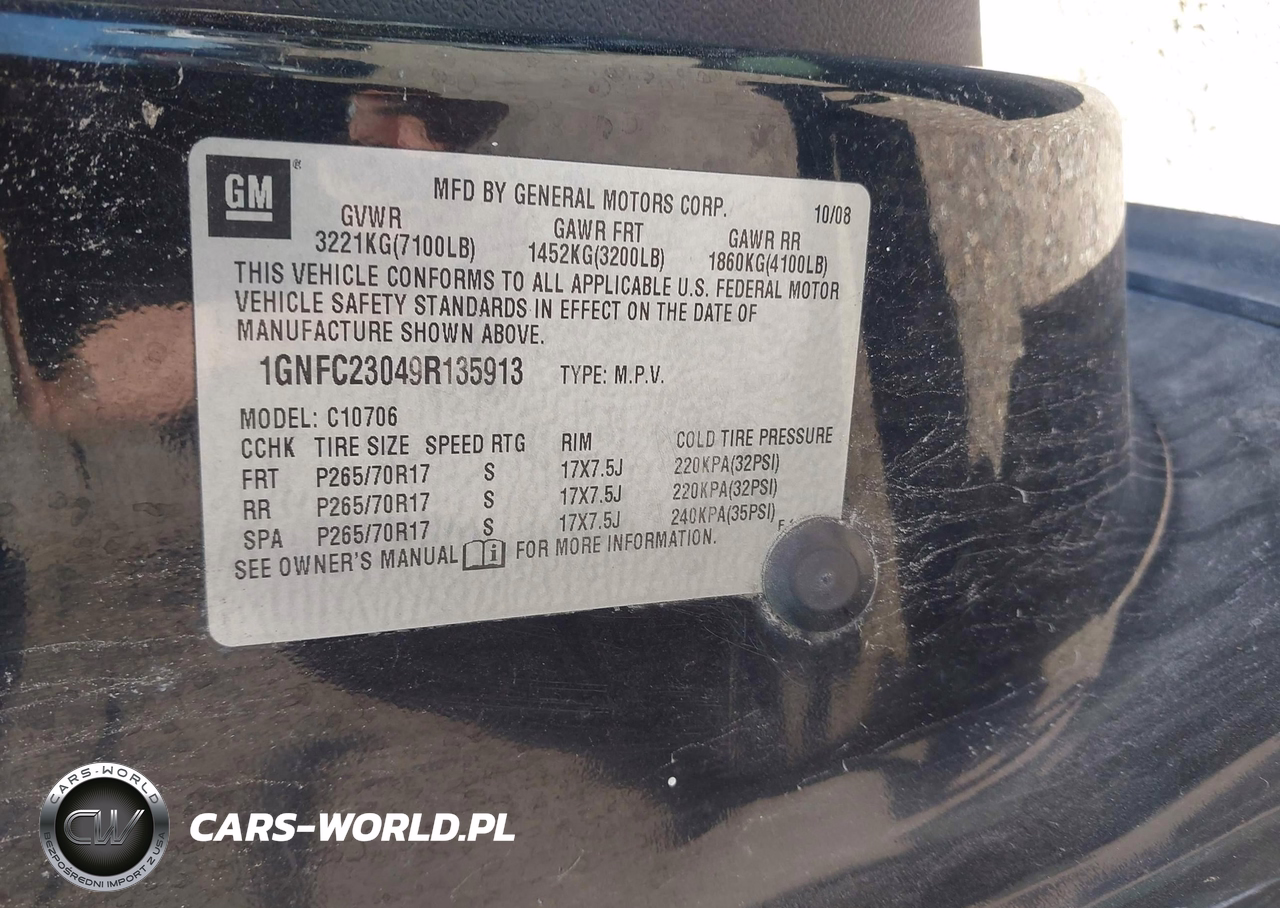 GM®
MFD BY GENERAL MOTORS CORP.
10/08
GVWR GAWR FRT GAWR RR
3221KG(7100LB) 1452KG(3200LB) 1860KG(4100LB)
THIS VEHICLE CONFORMS TO ALL APPLICABLE U.S. FEDERAL MOTOR
VEHICLE SAFETY STANDARDS IN EFFECT ON THE DATE OF
MANUFACTURE SHOWN ABOVE.
1GNFC23049R135913 TYPE: M.P.V.
MODEL: C10706
CCHK TIRE SIZE SPEED RTG RIM COLD TIRE PRESSURE
FRT P265/70R17 S 17X7.5J 220KPA(32PSI)
RR P265/70R17 S 17X7.5J 220KPA(32PSI)
SPA P265/70R17 S 17X7.5J 240KPA(35PSI)
SEE OWNER'S MANUAL i FOR MORE INFORMATION.
CARS-WORLD
CW
BEZPOŚREDNI IMPORT Z USA
CARS-WORLD.PL